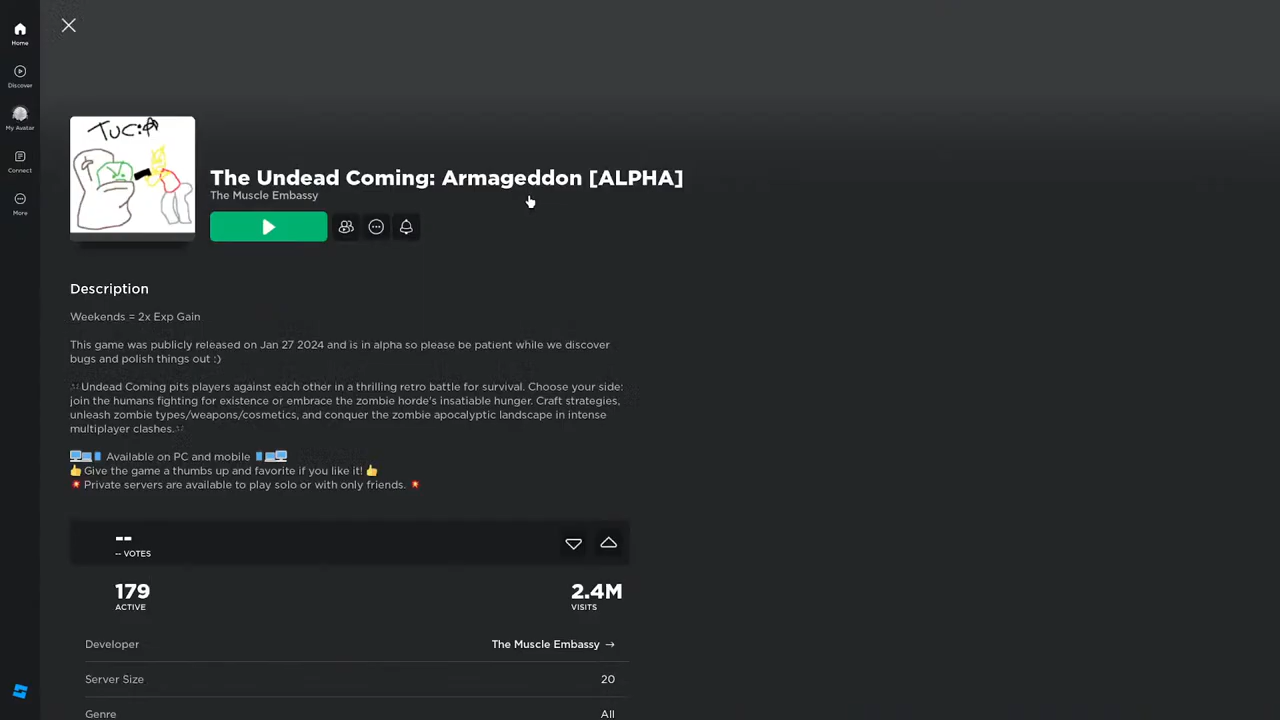 Home
Discover
My Avatar
Connect
More
TUC:A
The Undead Coming: Armageddon [ALPHA]
The Muscle Embassy
Description
Weekends = 2x Exp Gain
This game was publicly released on Jan 27 2024 and is in alpha so please be patient while we discover
bugs and polish things out :)
Undead Coming pits players against each other in a thrilling retro battle for survival. Choose your side:
join the humans fighting for existence or embrace the zombie horde's insatiable hunger. Craft strategies,
unleash zombie types/weapons/cosmetics, and conquer the zombie apocalyptic landscape in intense
multiplayer clashes.
Available on PC and mobile
👍Give the game a thumbs up and favorite if you like it! 👍
💥 Private servers are available to play solo or with only friends. 💥
--
-- VOTES
179
ACTIVE
2.4M
VISITS
Developer
The Muscle Embassy →
Server Size
20
Genre
All